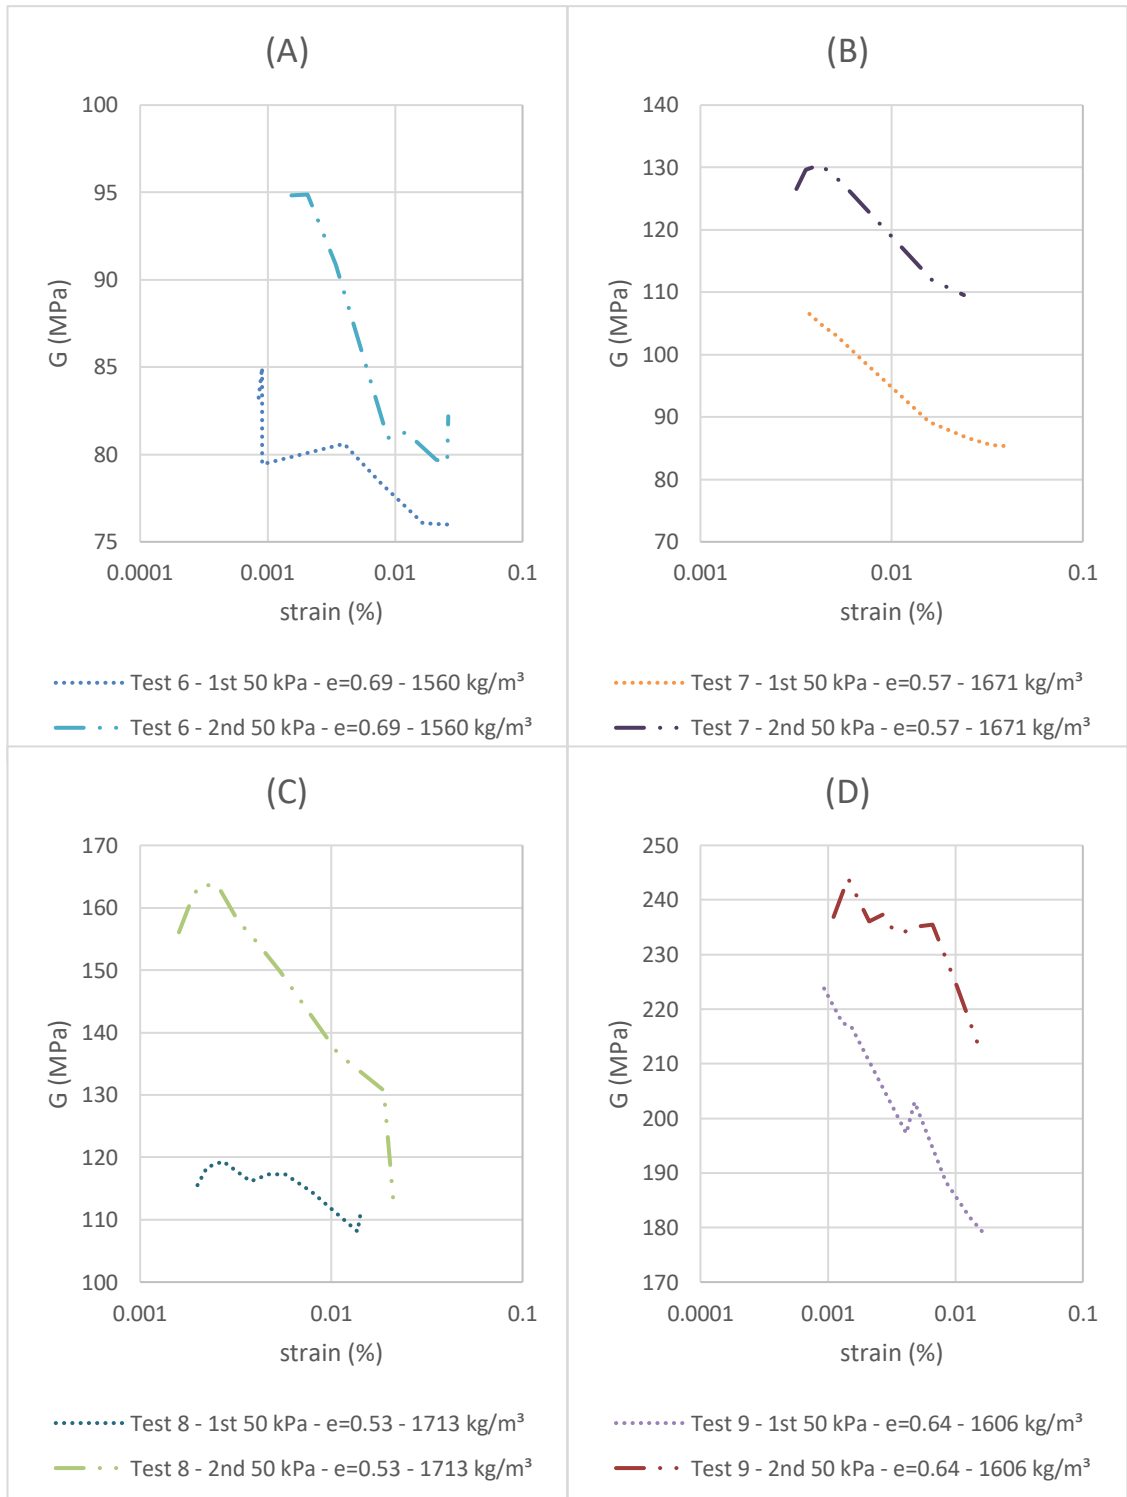 (A)
100
95
90
85
80
75
G (MPa)
0.0001 0.001 0.01 0.1
strain (%)
Test 6 - 1st 50 kPa - e=0.69 - 1560 kg/m³
Test 6 - 2nd 50 kPa - e=0.69 - 1560 kg/m³
(B)
140
130
120
110
100
90
80
70
G (MPa)
0.001 0.01 0.1
strain (%)
Test 7 - 1st 50 kPa - e=0.57 - 1671 kg/m³
Test 7 - 2nd 50 kPa - e=0.57 - 1671 kg/m³
(C)
170
160
150
140
130
120
110
100
G (MPa)
0.001 0.01 0.1
strain (%)
Test 8 - 1st 50 kPa - e=0.53 - 1713 kg/m³
Test 8 - 2nd 50 kPa - e=0.53 - 1713 kg/m³
(D)
250
240
230
220
210
200
190
180
170
G (MPa)
0.0001 0.001 0.01 0.1
strain (%)
Test 9 - 1st 50 kPa - e=0.64 - 1606 kg/m³
Test 9 - 2nd 50 kPa - e=0.64 - 1606 kg/m³